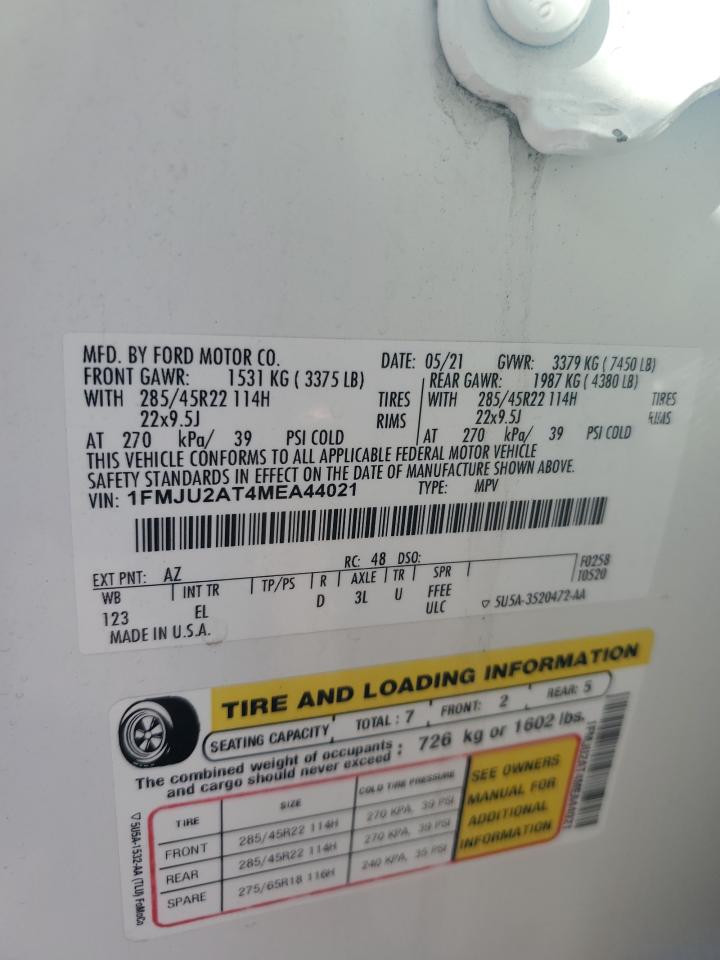 MFD. BY FORD MOTOR CO. DATE: 05/21 GVWR: 3379 KG ( 7450 LB)
FRONT GAWR: 1531 KG ( 3375 LB) REAR GAWR: 1987 KG ( 4380 LB)
WITH 285/45R22 114H TIRES WITH 285/45R22 114H TIRES
22x9.5J RIMS 22x9.5J RIMS
AT 270 kPa/ 39 PSI COLD AT 270 kPa/ 39 PSI COLD
THIS VEHICLE CONFORMS TO ALL APPLICABLE FEDERAL MOTOR VEHICLE
SAFETY STANDARDS IN EFFECT ON THE DATE OF MANUFACTURE SHOWN ABOVE.
VIN: 1FMJU2AT4MEA44021 TYPE: MPV
EXT PNT: AZ RC: 48 DSO: F0258
WB INT TR TP/PS R AXLE TR SPR T0520
123 EL D 3L U FFEE
ULC ▽ 5U5A-3520472-AA
MADE IN U.S.A.
TIRE AND LOADING INFORMATION
SEATING CAPACITY TOTAL : 7 FRONT: 2 REAR: 5
The combined weight of occupants
and cargo should never exceed : 726 kg or 1602 lbs.
TIRE SIZE COLD TIRE PRESSURE
FRONT 285/45R22 114H 270 KPA, 39 PSI
REAR 285/45R22 114H 270 KPA, 39 PSI
SPARE 275/65R18 116H 240 KPA, 35 PSI
SEE OWNERS
MANUAL FOR
ADDITIONAL
INFORMATION
▽ 5U5A-1532-AA (TLU) FoMoCo
1FMJU2AT4MEA44021